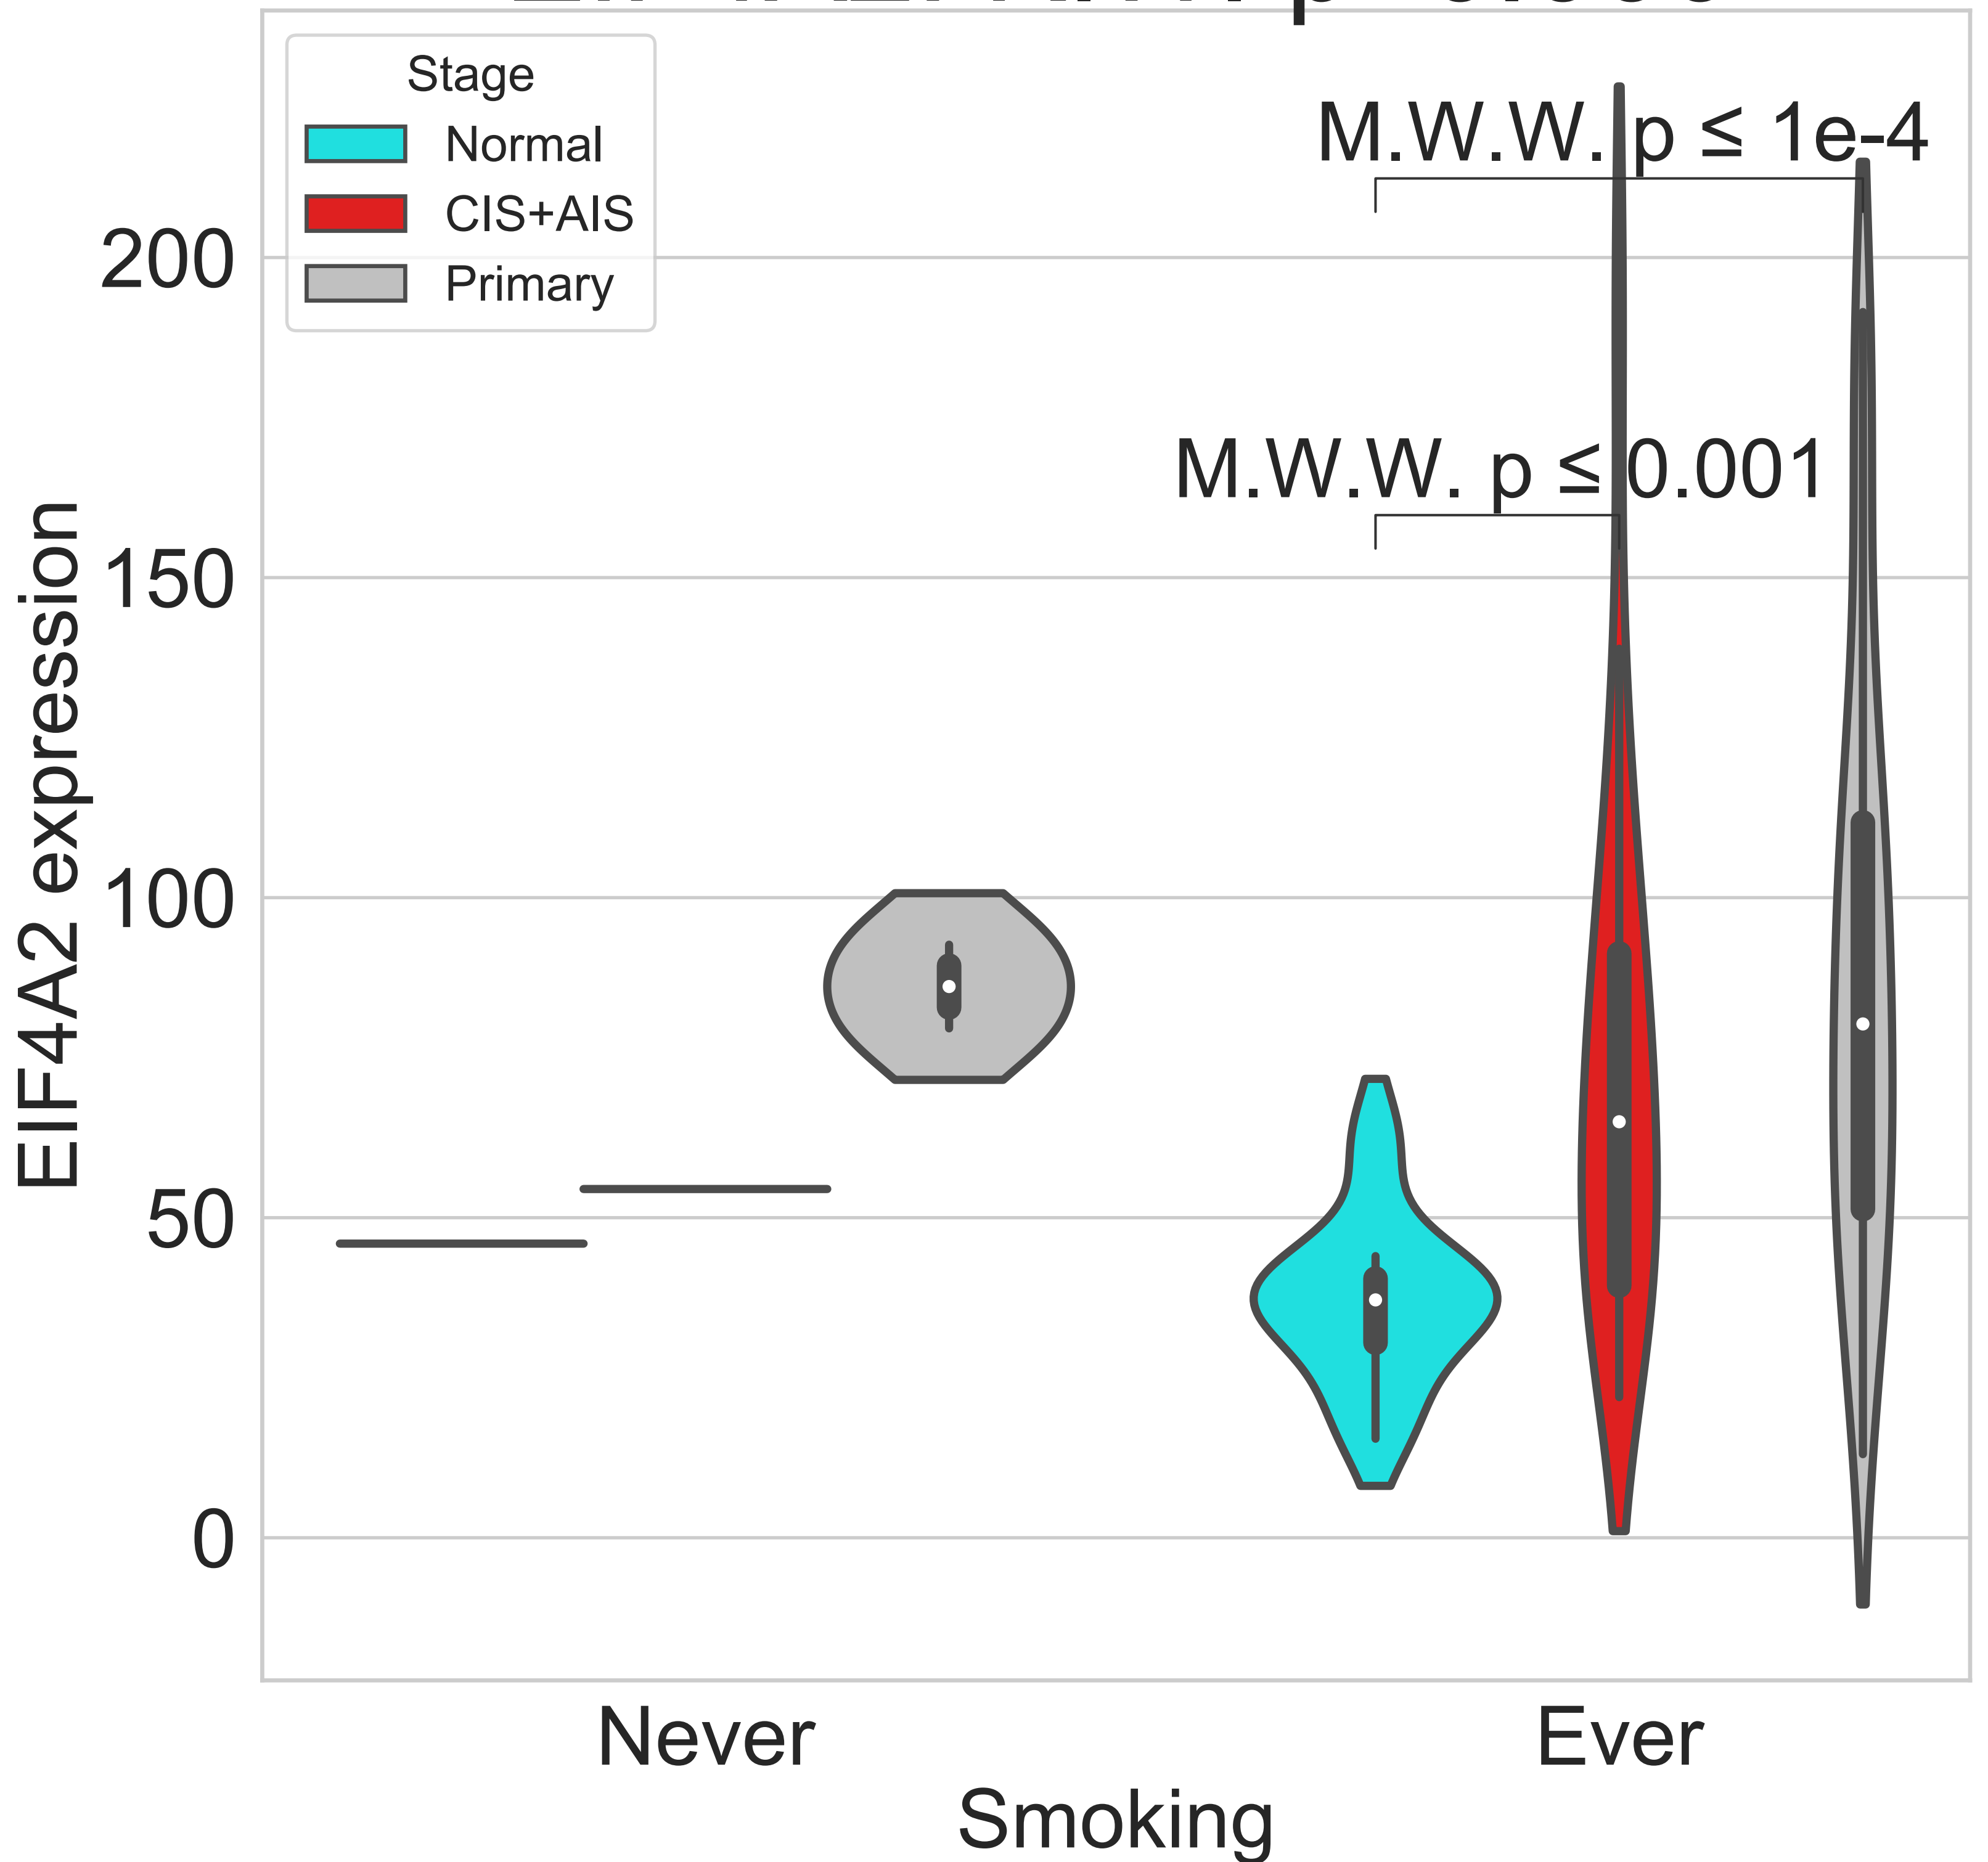 Stage
Normal
CIS+AIS
Primary
M.W.W. p ≤ 1e-4
M.W.W. p ≤ 0.001
200
150
100
50
0
EIF4A2 expression
Never
Ever
Smoking